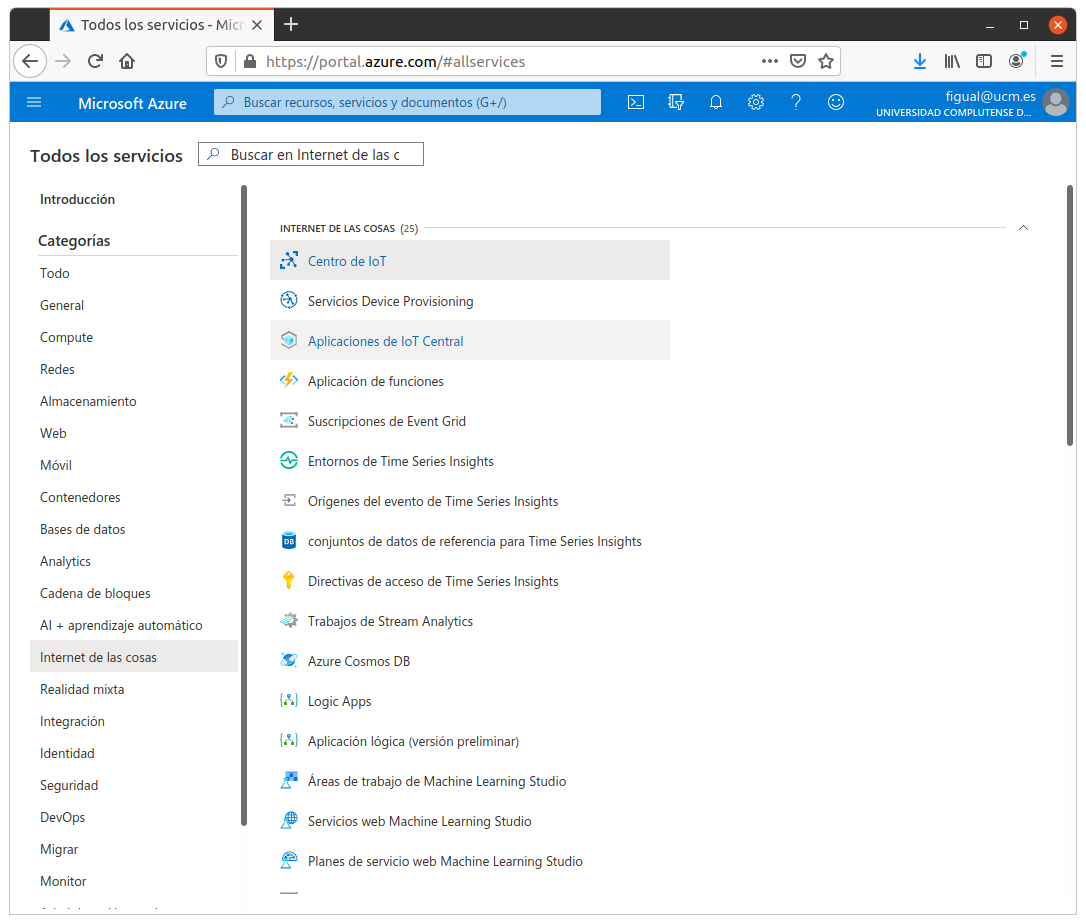 Todos los servicios - Micr
https://portal.azure.com/#allservices
Microsoft Azure
Buscar recursos, servicios y documentos (G+/)
figual@ucm.es
UNIVERSIDAD COMPLUTENSE D...
Todos los servicios
Buscar en Internet de las c
Introducción
Categorías
Todo
General
Compute
Redes
Almacenamiento
Web
Móvil
Contenedores
Bases de datos
Analytics
Cadena de bloques
AI + aprendizaje automático
Internet de las cosas
Realidad mixta
Integración
Identidad
Seguridad
DevOps
Migrar
Monitor
INTERNET DE LAS COSAS (25)
Centro de IoT
Servicios Device Provisioning
Aplicaciones de IoT Central
Aplicación de funciones
Suscripciones de Event Grid
Entornos de Time Series Insights
Orígenes del evento de Time Series Insights
DB conjuntos de datos de referencia para Time Series Insights
Directivas de acceso de Time Series Insights
Trabajos de Stream Analytics
Azure Cosmos DB
Logic Apps
Aplicación lógica (versión preliminar)
Áreas de trabajo de Machine Learning Studio
Servicios web Machine Learning Studio
Planes de servicio web Machine Learning Studio